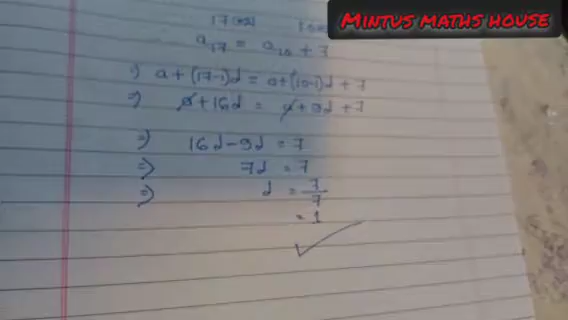 MINTUS MATHS HOUSE
a₁₇ = a₁₀ + 7
⇒ a+(17-1)d = a+(10-1)d+7
⇒ a+16d = a+9d+7
⇒ 16d-9d = 7
⇒ 7d = 7
⇒ d = 7/7
= 1